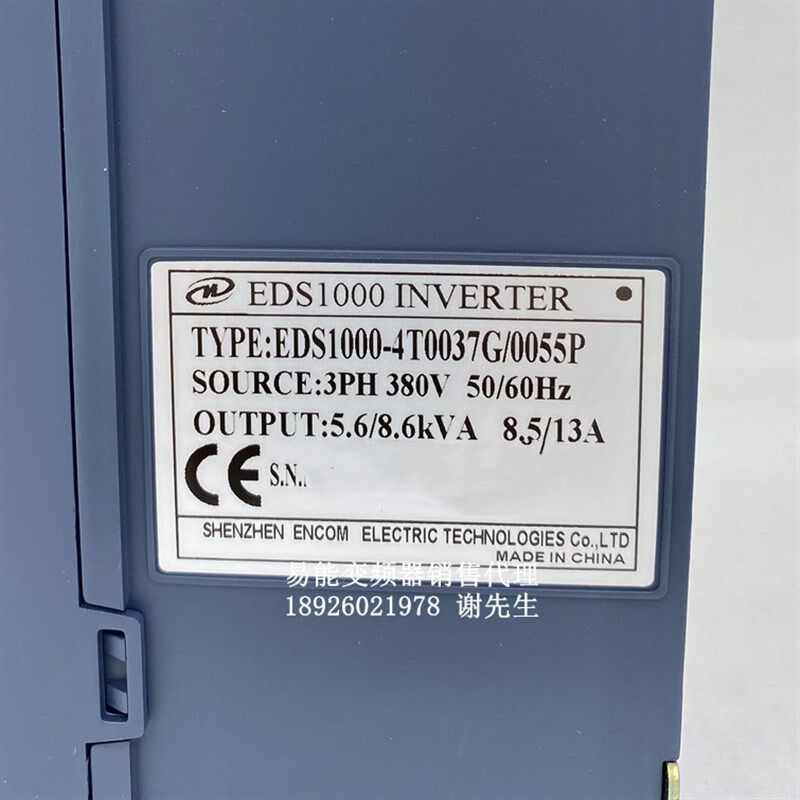 EDS1000 INVERTER
TYPE:EDS1000-4T0037G/0055P
SOURCE:3PH 380V 50/60Hz
OUTPUT:5.6/8.6kVA 8.5/13A
CE S.N..
SHENZHEN ENCOM ELECTRIC TECHNOLOGIES Co.,LTD
MADE IN CHINA
易能变频器销售代理
18926021978 谢先生